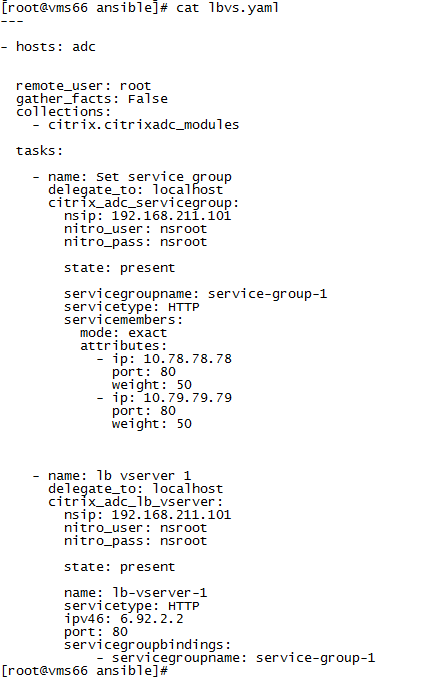 [root@vms66 ansible]# cat lbvs.yaml
---
- hosts: adc
remote_user: root
gather_facts: False
collections:
- citrix.citrixadc_modules
tasks:
- name: Set service group
delegate_to: localhost
citrix_adc_servicegroup:
nsip: 192.168.211.101
nitro_user: nsroot
nitro_pass: nsroot
state: present
servicegroupname: service-group-1
servicetype: HTTP
servicemembers:
mode: exact
attributes:
- ip: 10.78.78.78
port: 80
weight: 50
- ip: 10.79.79.79
port: 80
weight: 50
- name: lb vserver 1
delegate_to: localhost
citrix_adc_lb_vserver:
nsip: 192.168.211.101
nitro_user: nsroot
nitro_pass: nsroot
state: present
name: lb-vserver-1
servicetype: HTTP
ipv46: 6.92.2.2
port: 80
servicegroupbindings:
- servicegroupname: service-group-1
[root@vms66 ansible]#